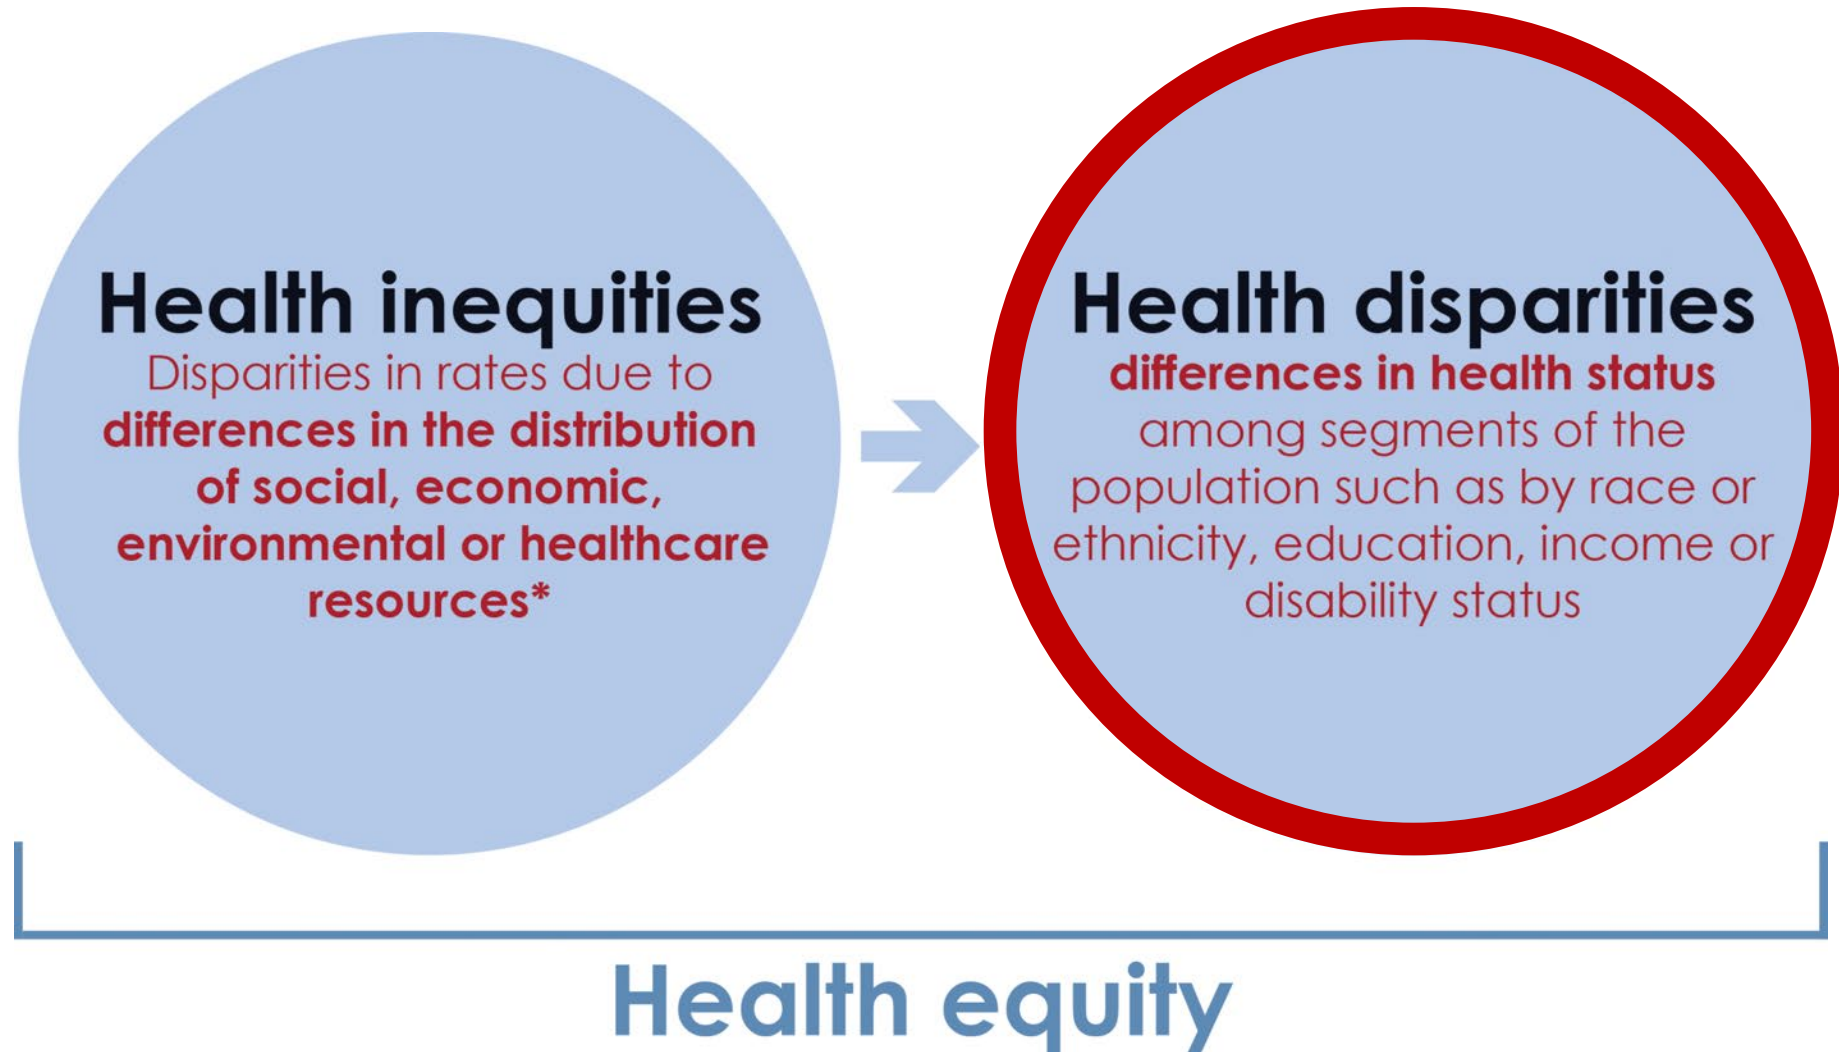 Health inequities
Disparities in rates due to
differences in the distribution
of social, economic,
environmental or healthcare
resources*
Health disparities
differences in health status
among segments of the
population such as by race or
ethnicity, education, income or
disability status
Health equity